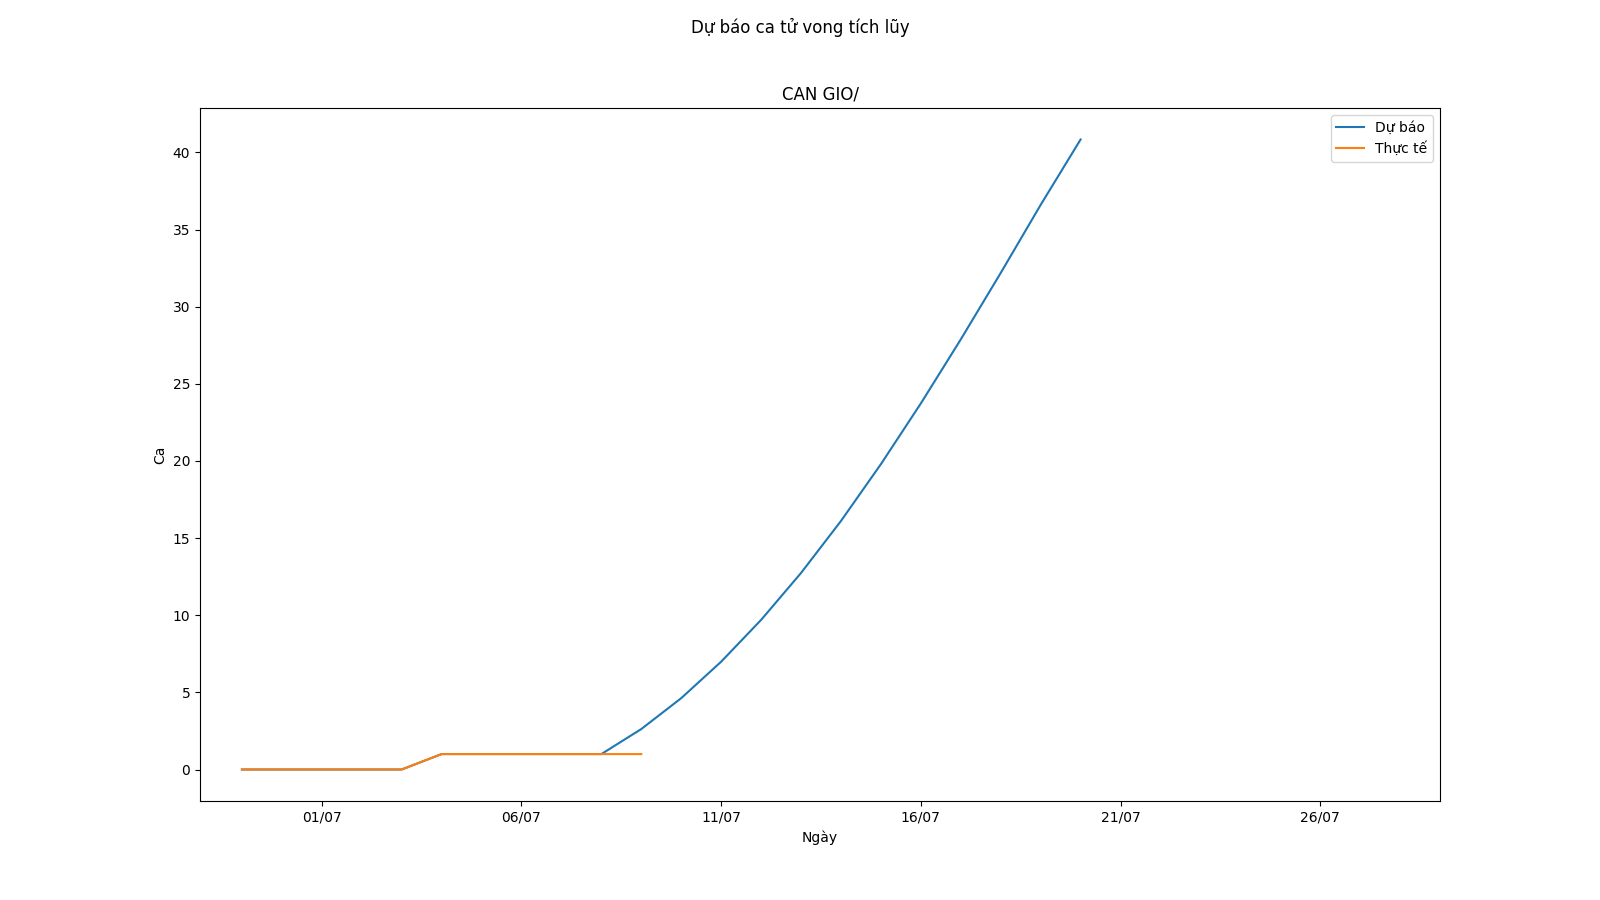 Dự báo ca tử vong tích lũy
CAN GIO/
Dự báo
Thực tế
40
35
30
25
20
15
10
5
0
Ca
01/07
06/07
11/07
16/07
21/07
26/07
Ngày